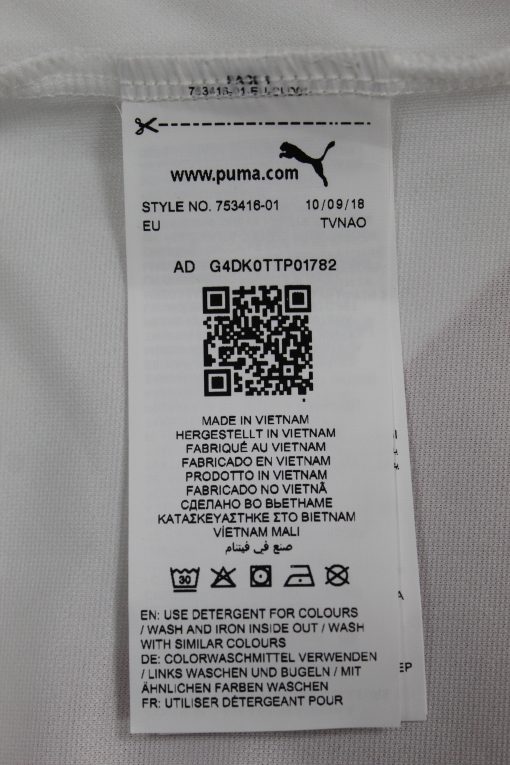 www.puma.com
STYLE NO. 753416-01 10/09/18
EU TVNAO
AD G4DK0TTP01782
MADE IN VIETNAM
HERGESTELLT IN VIETNAM
FABRIQUÉ AU VIETNAM
FABRICADO EN VIETNAM
PRODOTTO IN VIETNAM
FABRICADO NO VIETNÃ
СДЕЛАНО ВО ВЬЕТНАМЕ
ΚΑΤΑΣΚΕΥΑΣΤΗΚΕ ΣΤΟ ΒΙΕΤΝΑΜ
VİETNAM MALI
صنع في فيتنام
30
EN: USE DETERGENT FOR COLOURS
/ WASH AND IRON INSIDE OUT / WASH
WITH SIMILAR COLOURS
DE: COLORWASCHMITTEL VERWENDEN
/ LINKS WASCHEN UND BUGELN / MIT
ÄHNLICHEN FARBEN WASCHEN
FR: UTILISER DÉTERGENT POUR